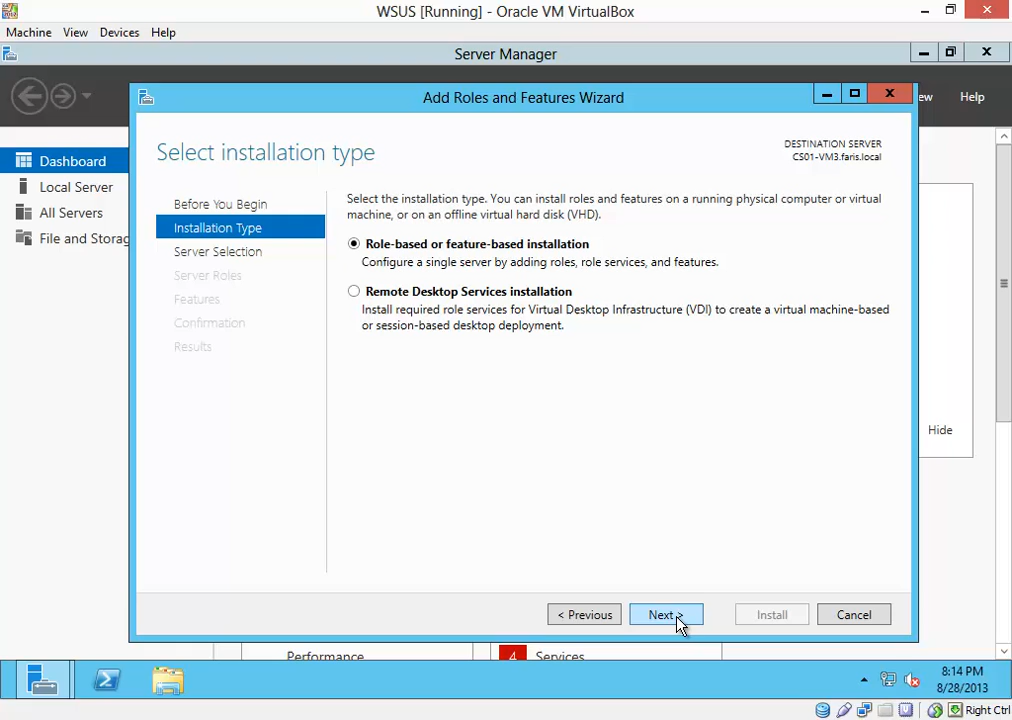 WSUS [Running] - Oracle VM VirtualBox
Machine View Devices Help
Server Manager
Add Roles and Features Wizard
ew Help
Select installation type
DESTINATION SERVER
CS01-VM3.faris.local
Dashboard
Local Server
All Servers
File and Storag
Before You Begin
Installation Type
Server Selection
Server Roles
Features
Confirmation
Results
Select the installation type. You can install roles and features on a running physical computer or virtual
machine, or on an offline virtual hard disk (VHD).
Role-based or feature-based installation
Configure a single server by adding roles, role services, and features.
Remote Desktop Services installation
Install required role services for Virtual Desktop Infrastructure (VDI) to create a virtual machine-based
or session-based desktop deployment.
Hide
< Previous Next > Install Cancel
Performance 4 Services
8:14 PM
8/28/2013
Right Ctrl